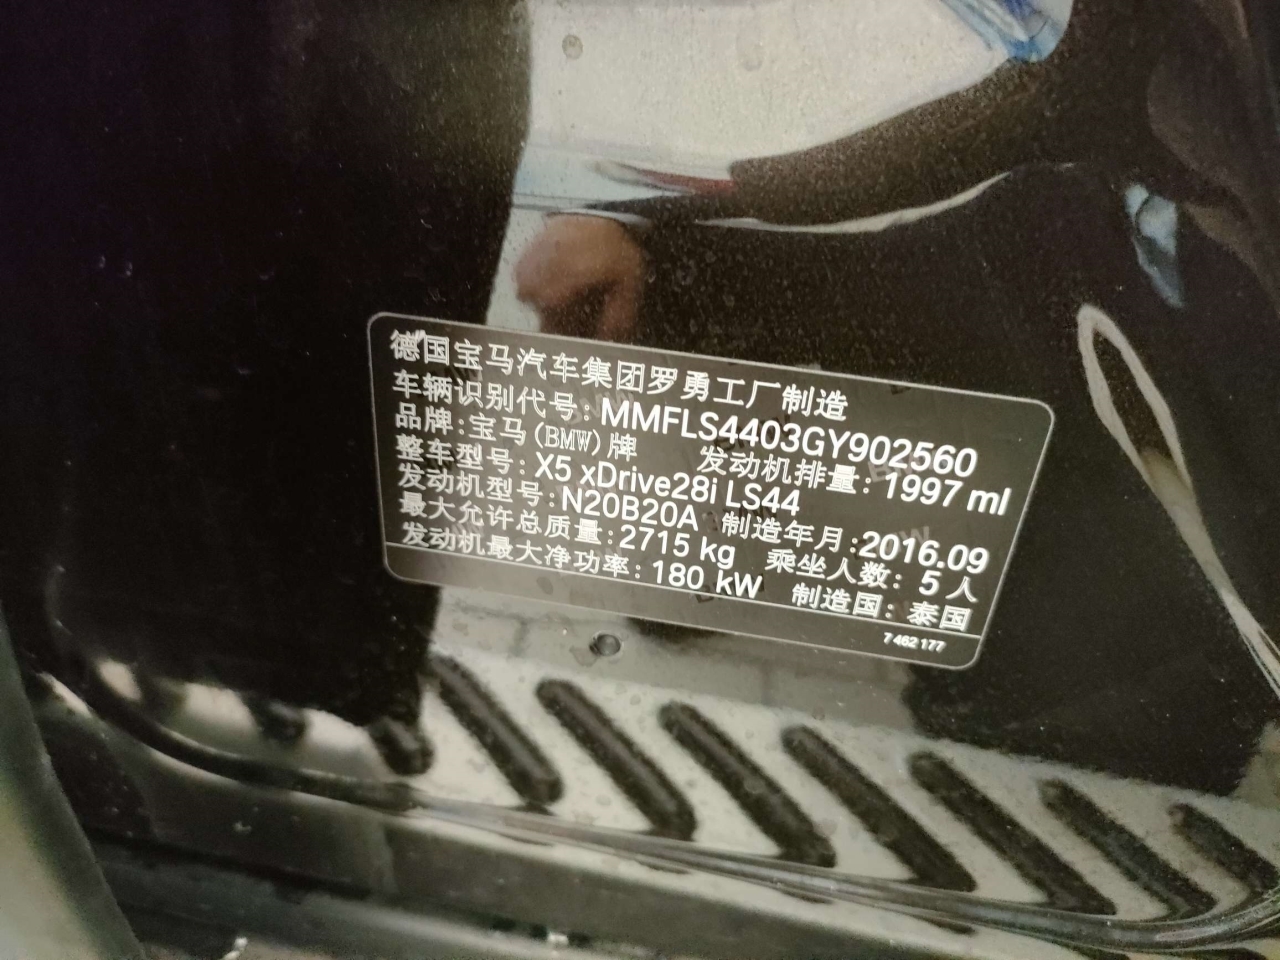 德国宝马汽车集团罗勇工厂制造
车辆识别代号: MMFLS4403GY902560
品牌: 宝马(BMW)牌 发动机排量: 1997 ml
整车型号: X5 xDrive28i LS44
发动机型号: N20B20A 制造年月: 2016.09
最大允许总质量: 2715 kg 乘坐人数: 5 人
发动机最大净功率: 180 kW 制造国: 泰国
7 462 177